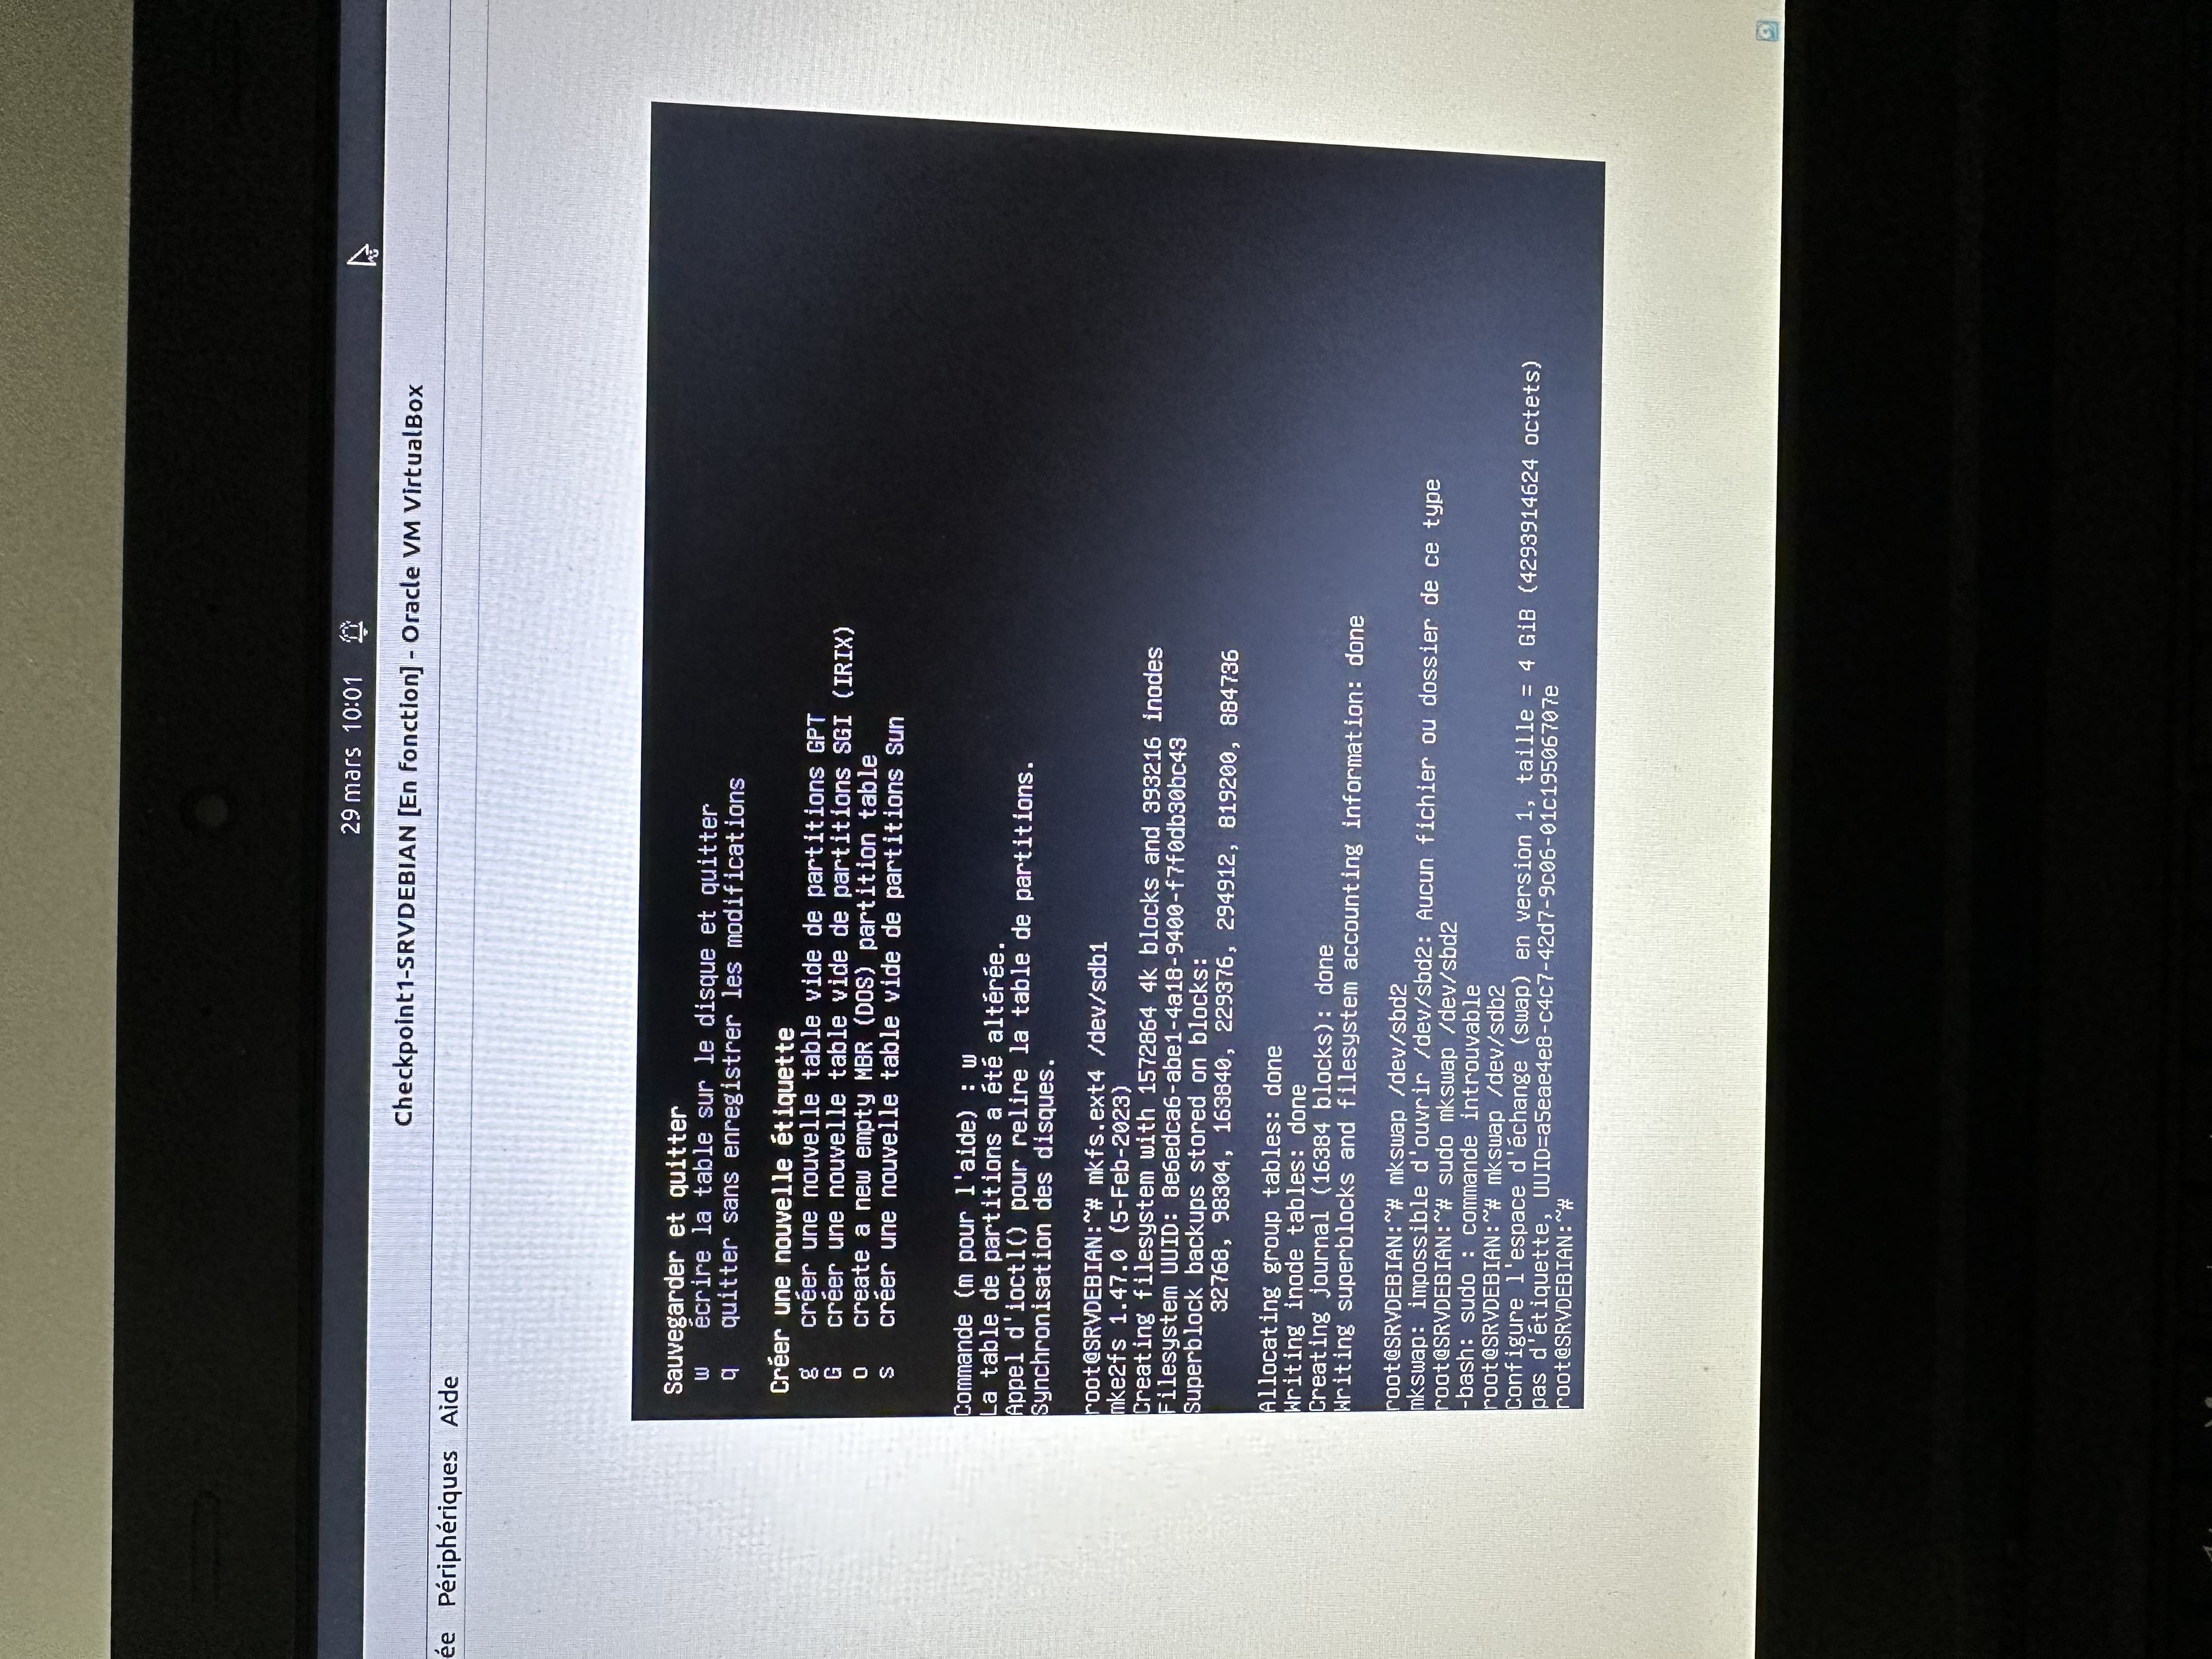 29 mars 10:01
Checkpoint1-SRVDEBIAN [En fonction] - Oracle VM VirtualBox
ée Périphériques Aide
Sauvegarder et quitter
w écrire la table sur le disque et quitter
q quitter sans enregistrer les modifications
Créer une nouvelle étiquette
g créer une nouvelle table vide de partitions GPT
G créer une nouvelle table vide de partitions SGI (IRIX)
o create a new empty MBR (DOS) partition table
s créer une nouvelle table vide de partitions Sun
Commande (m pour l'aide) : w
La table de partitions a été altérée.
Appel d'ioctl() pour relire la table de partitions.
Synchronisation des disques.
root@SRVDEBIAN:~# mkfs.ext4 /dev/sdb1
mke2fs 1.47.0 (5-Feb-2023)
Creating filesystem with 1572864 4k blocks and 393216 inodes
Filesystem UUID: 8e6edca6-abe1-4a18-9400-f7f0db30bc43
Superblock backups stored on blocks:
32768, 98304, 163840, 229376, 294912, 819200, 884736
Allocating group tables: done
Writing inode tables: done
Creating journal (16384 blocks): done
Writing superblocks and filesystem accounting information: done
root@SRVDEBIAN:~# mkswap /dev/sbd2
mkswap: impossible d'ouvrir /dev/sbd2: Aucun fichier ou dossier de ce type
root@SRVDEBIAN:~# sudo mkswap /dev/sbd2
-bash: sudo : commande introuvable
root@SRVDEBIAN:~# mkswap /dev/sdb2
Configure l'espace d'échange (swap) en version 1, taille = 4 GiB (4293914624 octets)
pas d'étiquette, UUID=a5eae4e8-c4c7-42d7-9c06-01c19506707e
root@SRVDEBIAN:~#